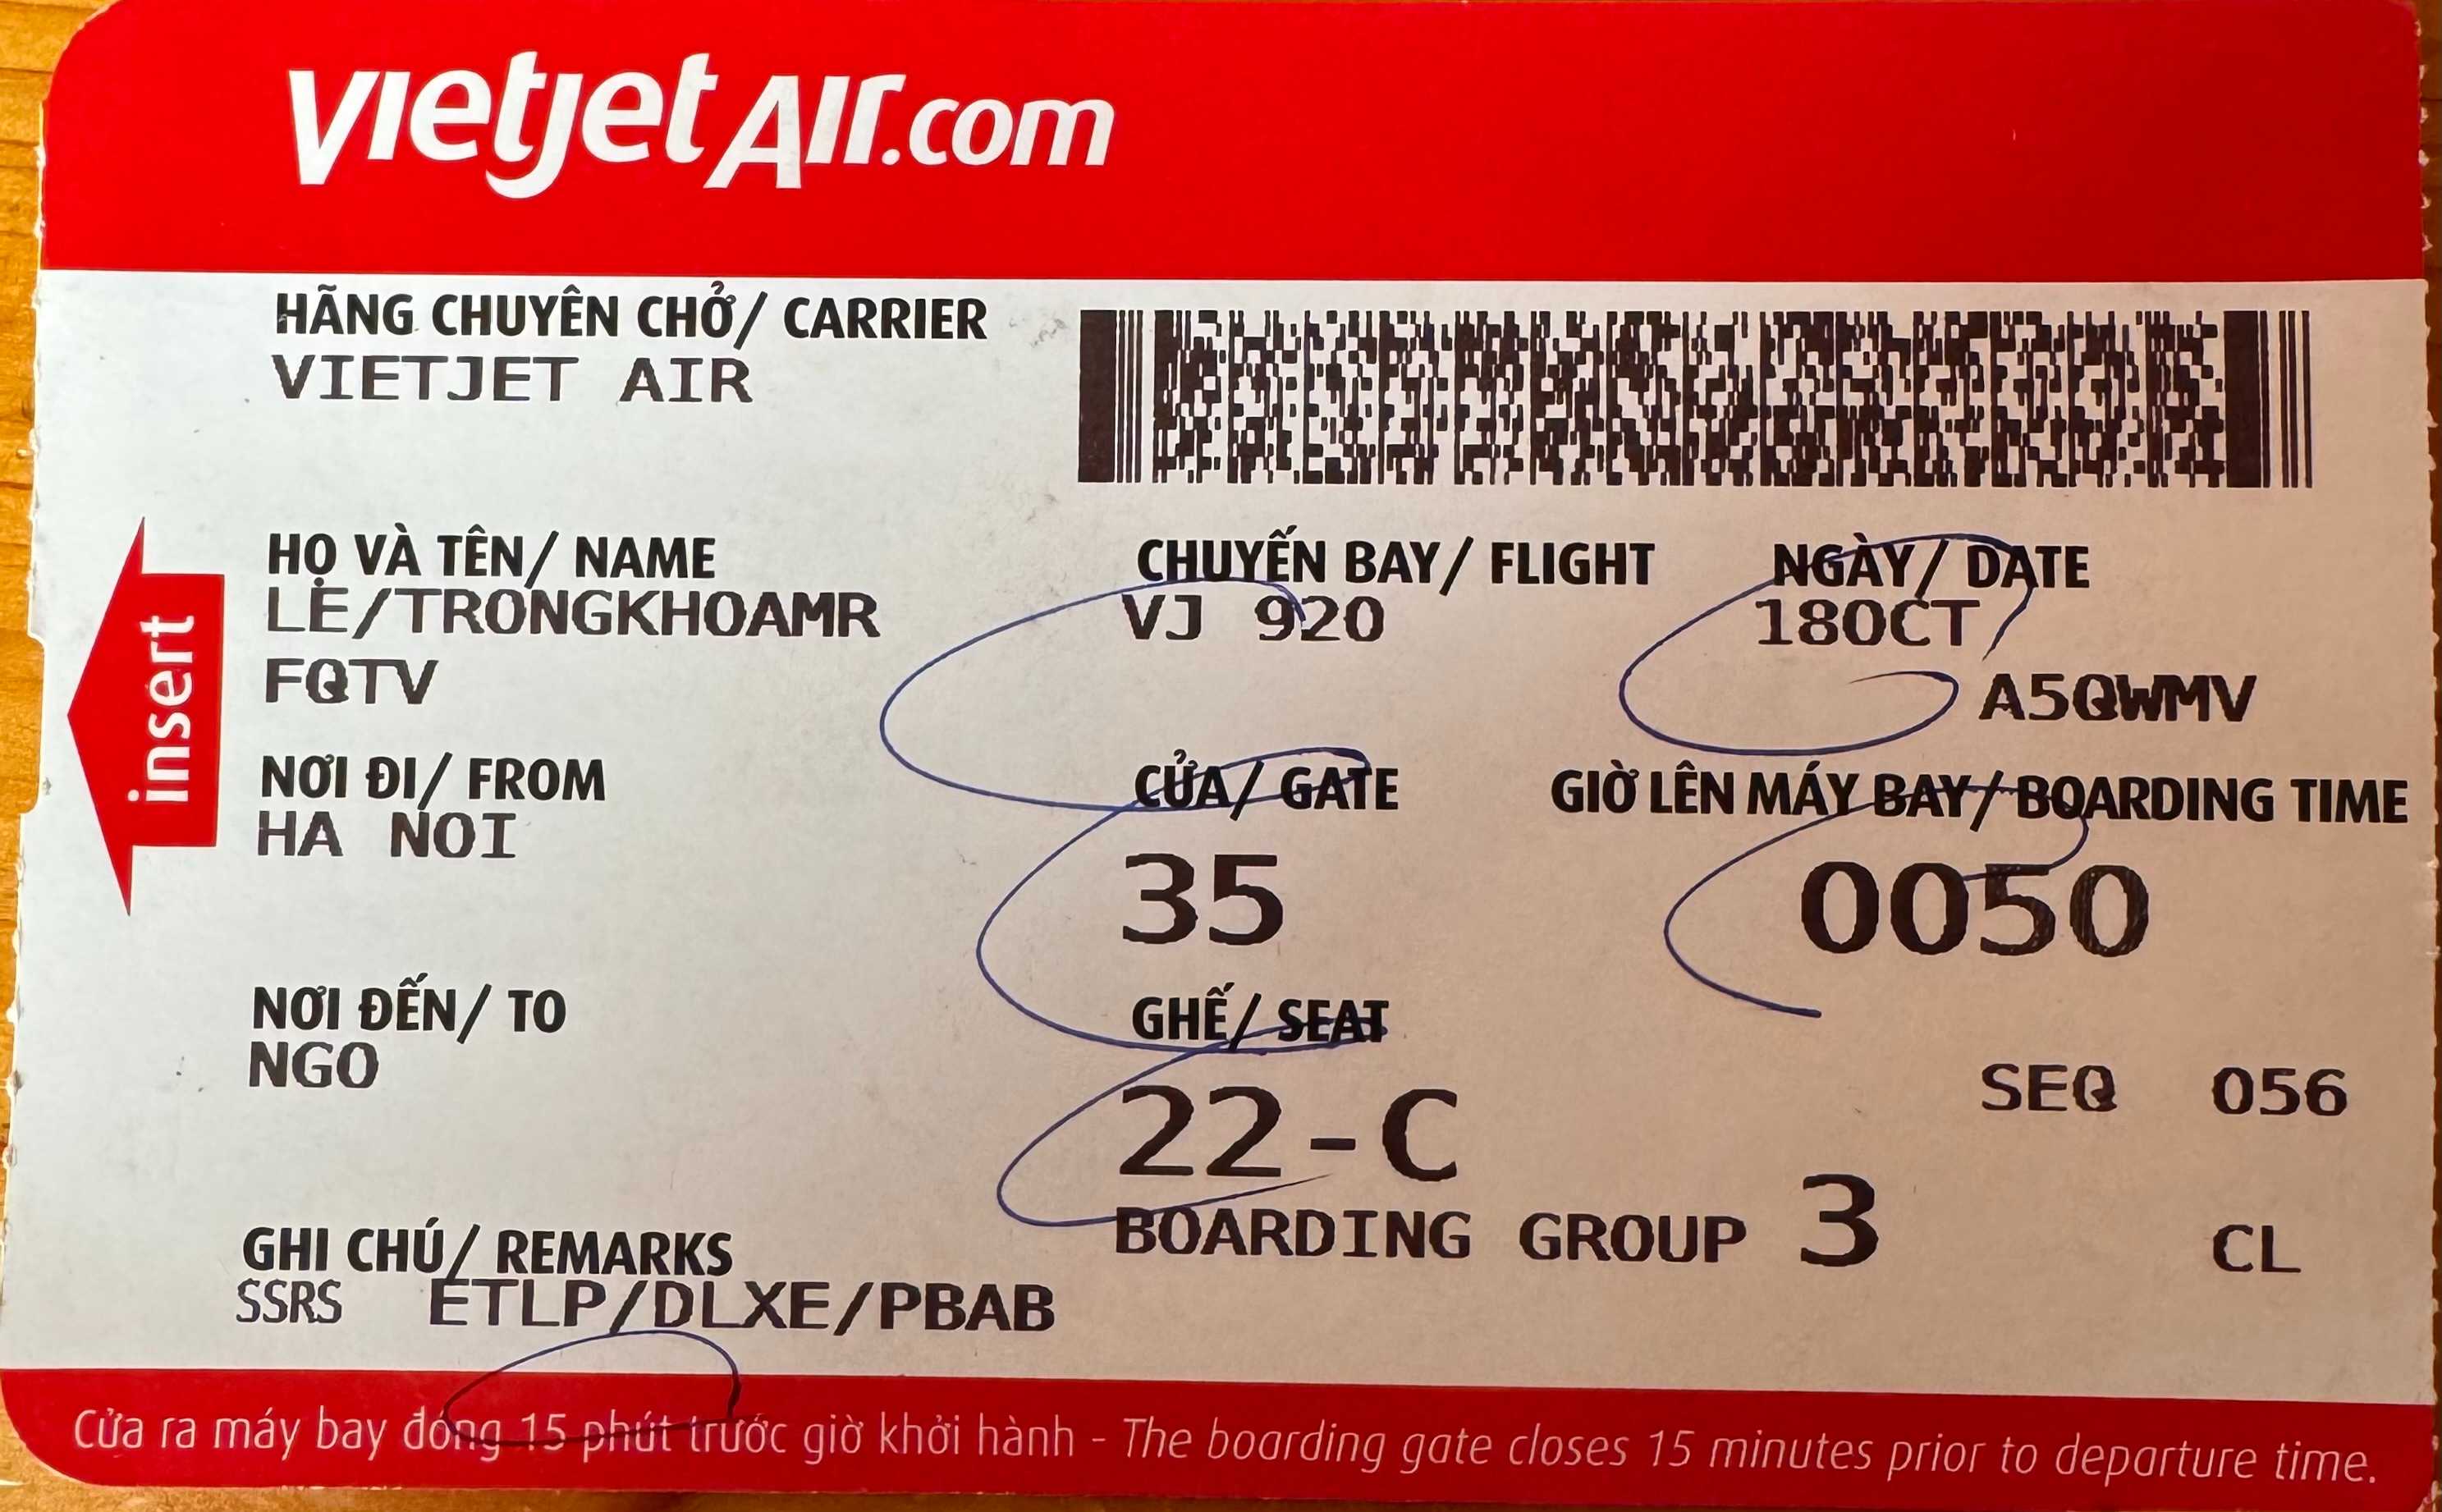 vietjetAir.com
HÃNG CHUYÊN CHỞ/ CARRIER
VIETJET AIR
insert
HỌ VÀ TÊN/ NAME
LE/TRONGKHOAMR
FQTV
CHUYẾN BAY/ FLIGHT
VJ 920
NGÀY/ DATE
18OCT
A5QWMV
NƠI ĐI/ FROM
HA NOI
CỬA/ GATE
35
GIỜ LÊN MÁY BAY/ BOARDING TIME
0050
NƠI ĐẾN/ TO
NGO
GHẾ/ SEAT
22-C
SEQ 056
BOARDING GROUP 3
CL
GHI CHÚ/ REMARKS
SSRS ETLP/DLXE/PBAB
Cửa ra máy bay đóng 15 phút trước giờ khởi hành - The boarding gate closes 15 minutes prior to departure time.